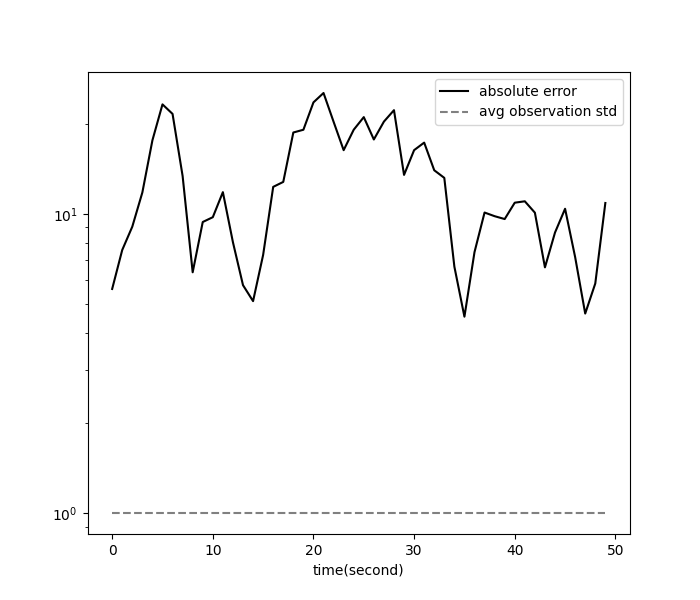 absolute error
avg observation std
10¹
10⁰
0 10 20 30 40 50
time(second)